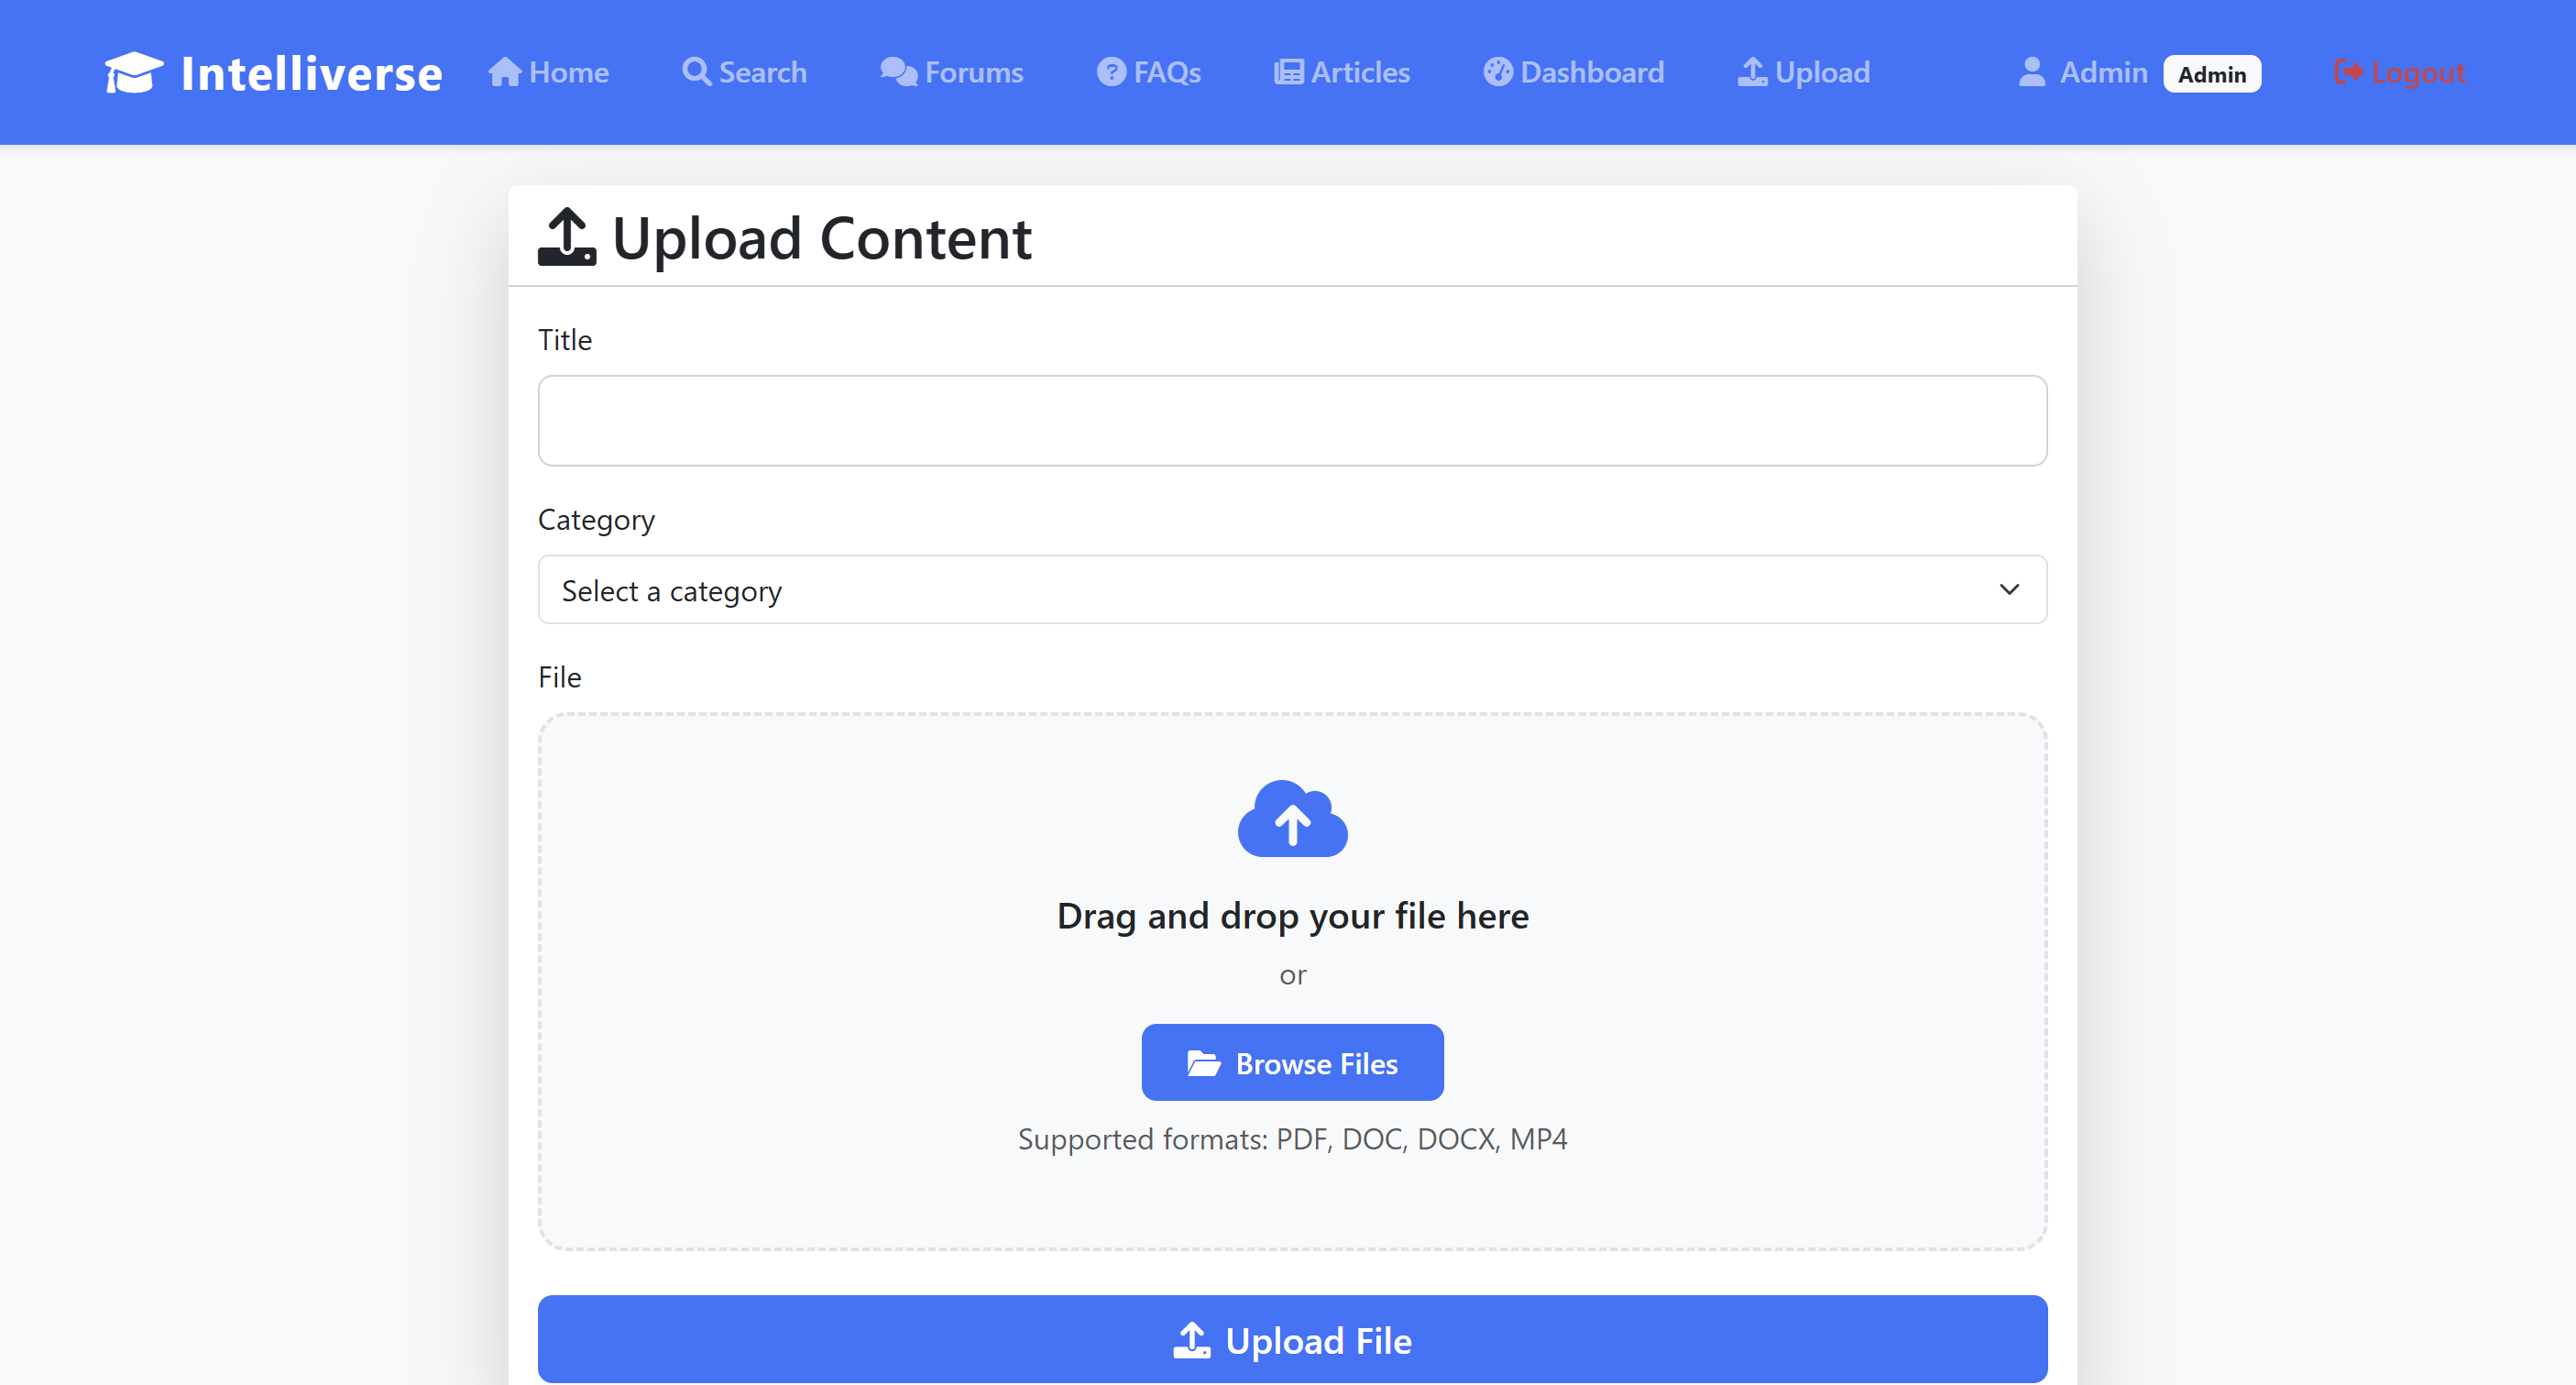 Intelliverse Home Search Forums FAQs Articles Dashboard Upload Admin Admin Logout
Upload Content
Title
Category
Select a category
File
Drag and drop your file here
or
Browse Files
Supported formats: PDF, DOC, DOCX, MP4
Upload File